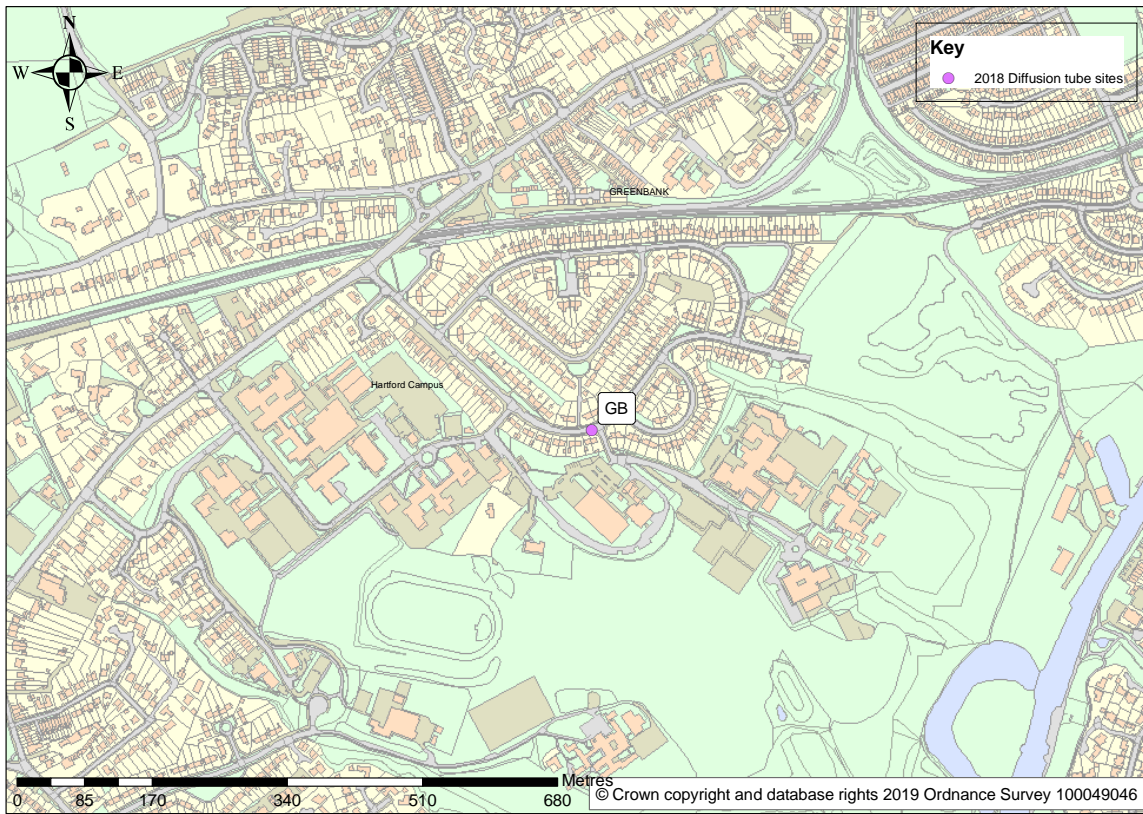 N
W E
S
Key
2018 Diffusion tube sites
GREENBANK
Hartford Campus
GB
Metres
0 85 170 340 510 680
© Crown copyright and database rights 2019 Ordnance Survey 100049046